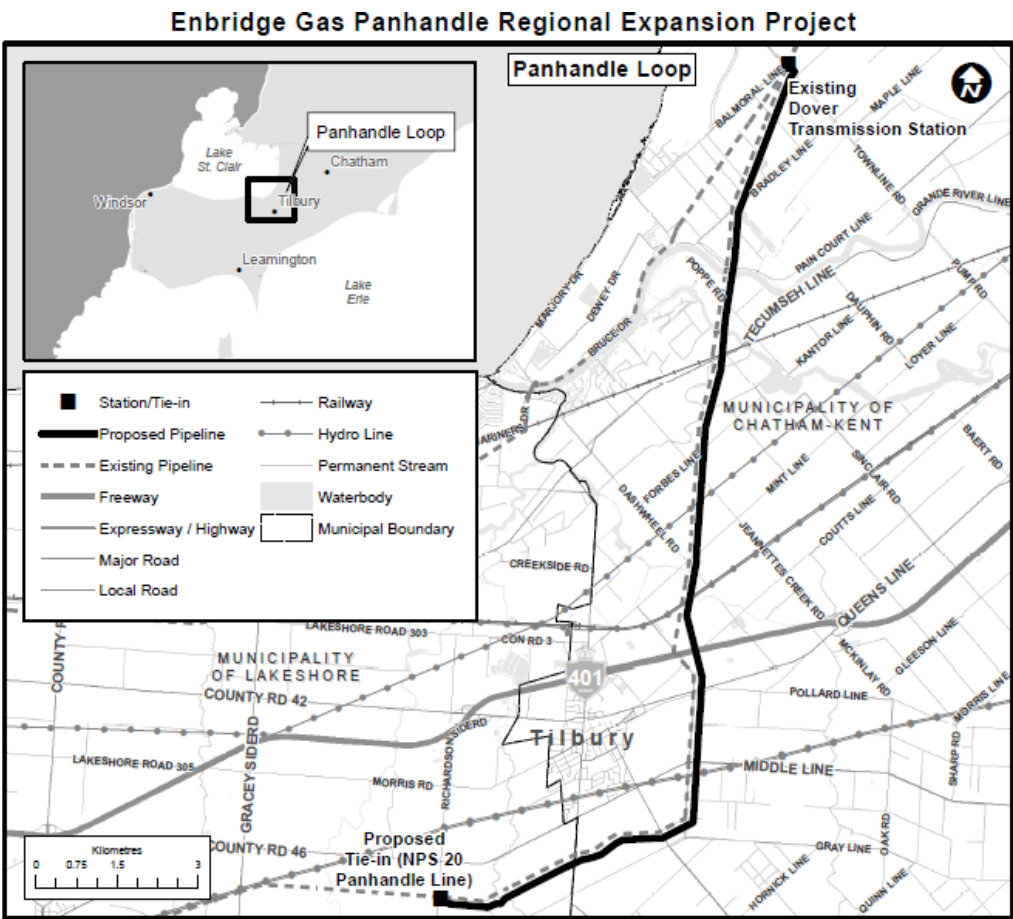 Enbridge Gas Panhandle Regional Expansion Project
Panhandle Loop
N
Existing
Dover
Transmission Station
Lake
St. Clair
Panhandle Loop
Chatham
Windsor
Tilbury
Leamington
Lake
Erie
Station/Tie-in
Proposed Pipeline
Existing Pipeline
Freeway
Expressway / Highway
Major Road
Local Road
Railway
Hydro Line
Permanent Stream
Waterbody
Municipal Boundary
BALMORAL LINE
MAPLE LINE
BRADLEY LINE
TOWNLINE RD
GRANDE RIVER LINE
PAIN COURT LINE
POPPE RD
MARJORY DR
DEWEY DR
BRUCE DR
TECUMSEH LINE
PUMP RD
DAUPHIN RD
KANTOR LINE
LOYER LINE
ARINERS DR
MUNICIPALITY OF
CHATHAM-KENT
BAERT RD
FORBES LINE
MINT LINE
SINCLAIR RD
DASHWHEEL RD
COUTTS LINE
JEANNETTES CREEK RD
CREEKSIDE RD
QUEENS LINE
LAKESHORE ROAD 303
CON RD 3
MCKINLAY RD
GLEESON LINE
COUNTY R
MUNICIPALITY
OF LAKESHORE
401
COUNTY RD 42
POLLARD LINE
MORRIS LINE
GRACEY SIDERD
RICHARDSON SIDERD
Tilbury
SHARP RD
LAKESHORE ROAD 305
MORRIS RD
MIDDLE LINE
OAK RD
Proposed
Tie-in (NPS 20
Panhandle Line)
COUNTY RD 46
GRAY LINE
HORNICK LINE
QUINN LINE
Kilometres
0 0.75 1.5 3